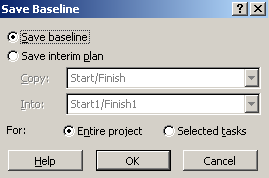 Save Baseline
Save baseline
Save interim plan
Copy: Start/Finish
Into: Start1/Finish1
For: Entire project Selected tasks
Help OK Cancel